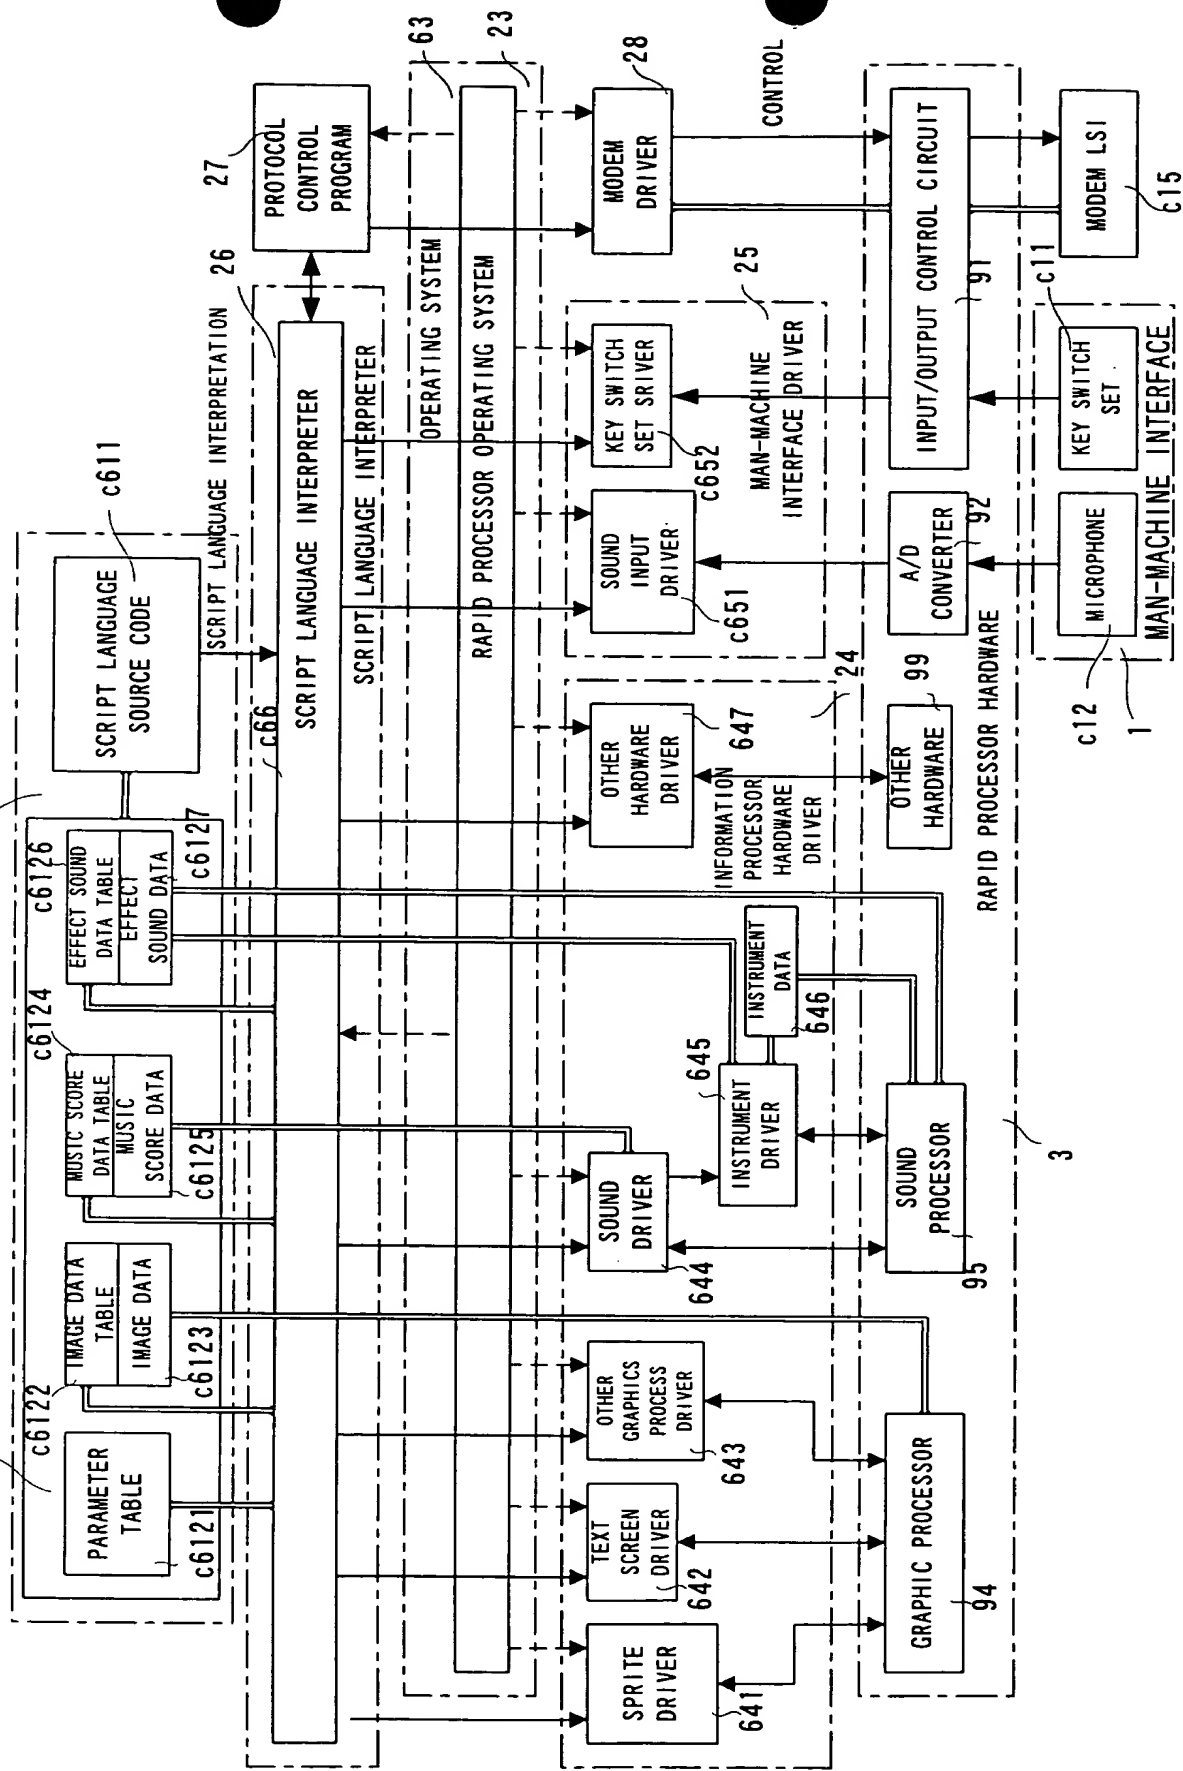 c6122
IMAGE DATA
TABLE
IMAGE DATA
c6123
PARAMETER
TABLE
c6121
c6124
MUSIC SCORE
DATA TABLE
MUSIC
SCORE DATA
c6125
c6126
EFFECT SOUND
DATA TABLE
EFFECT
SOUND DATA
c6127
SCRIPT LANGUAGE
SOURCE CODE
c611
SCRIPT LANGUAGE INTERPRETATION
26
c66
SCRIPT LANGUAGE INTERPRETER
SCRIPT LANGUAGE INTERPRETER
27
PROTOCOL
CONTROL
PROGRAM
63
23
OPERATING SYSTEM
RAPID PROCESSOR OPERATING SYSTEM
SPRITE
DRIVER
641
TEXT
SCREEN
DRIVER
642
OTHER
GRAPHICS
PROCESS
DRIVER
643
SOUND
DRIVER
644
645
INSTRUMENT
DRIVER
INSTRUMENT
DATA
646
OTHER
HARDWARE
DRIVER
647
INFORMATION
PROCESSOR
HARDWARE
DRIVER
24
SOUND
INPUT
DRIVER
c651
KEY SWITCH
SET SRIVER
c652
MAN-MACHINE
INTERFACE DRIVER
25
MODEM
DRIVER
28
CONTROL
GRAPHIC PROCESSOR
94
SOUND
PROCESSOR
95
OTHER
HARDWARE
99
A/D
CONVERTER
92
INPUT/OUTPUT CONTROL CIRCUIT
91
RAPID PROCESSOR HARDWARE
3
MICROPHONE
c12
KEY SWITCH
SET
c11
MAN-MACHINE INTERFACE
1
MODEM LSI
c15